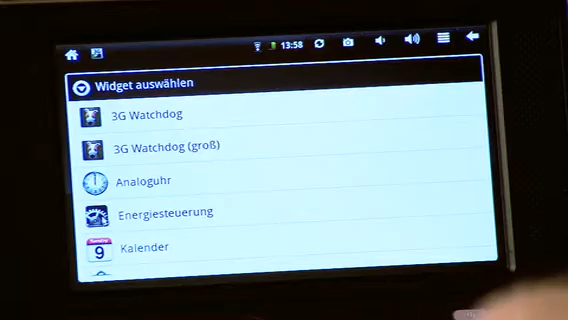 13:58
Widget auswählen
3G Watchdog
3G Watchdog (groß)
Analoguhr
Energiesteuerung
9
Kalender